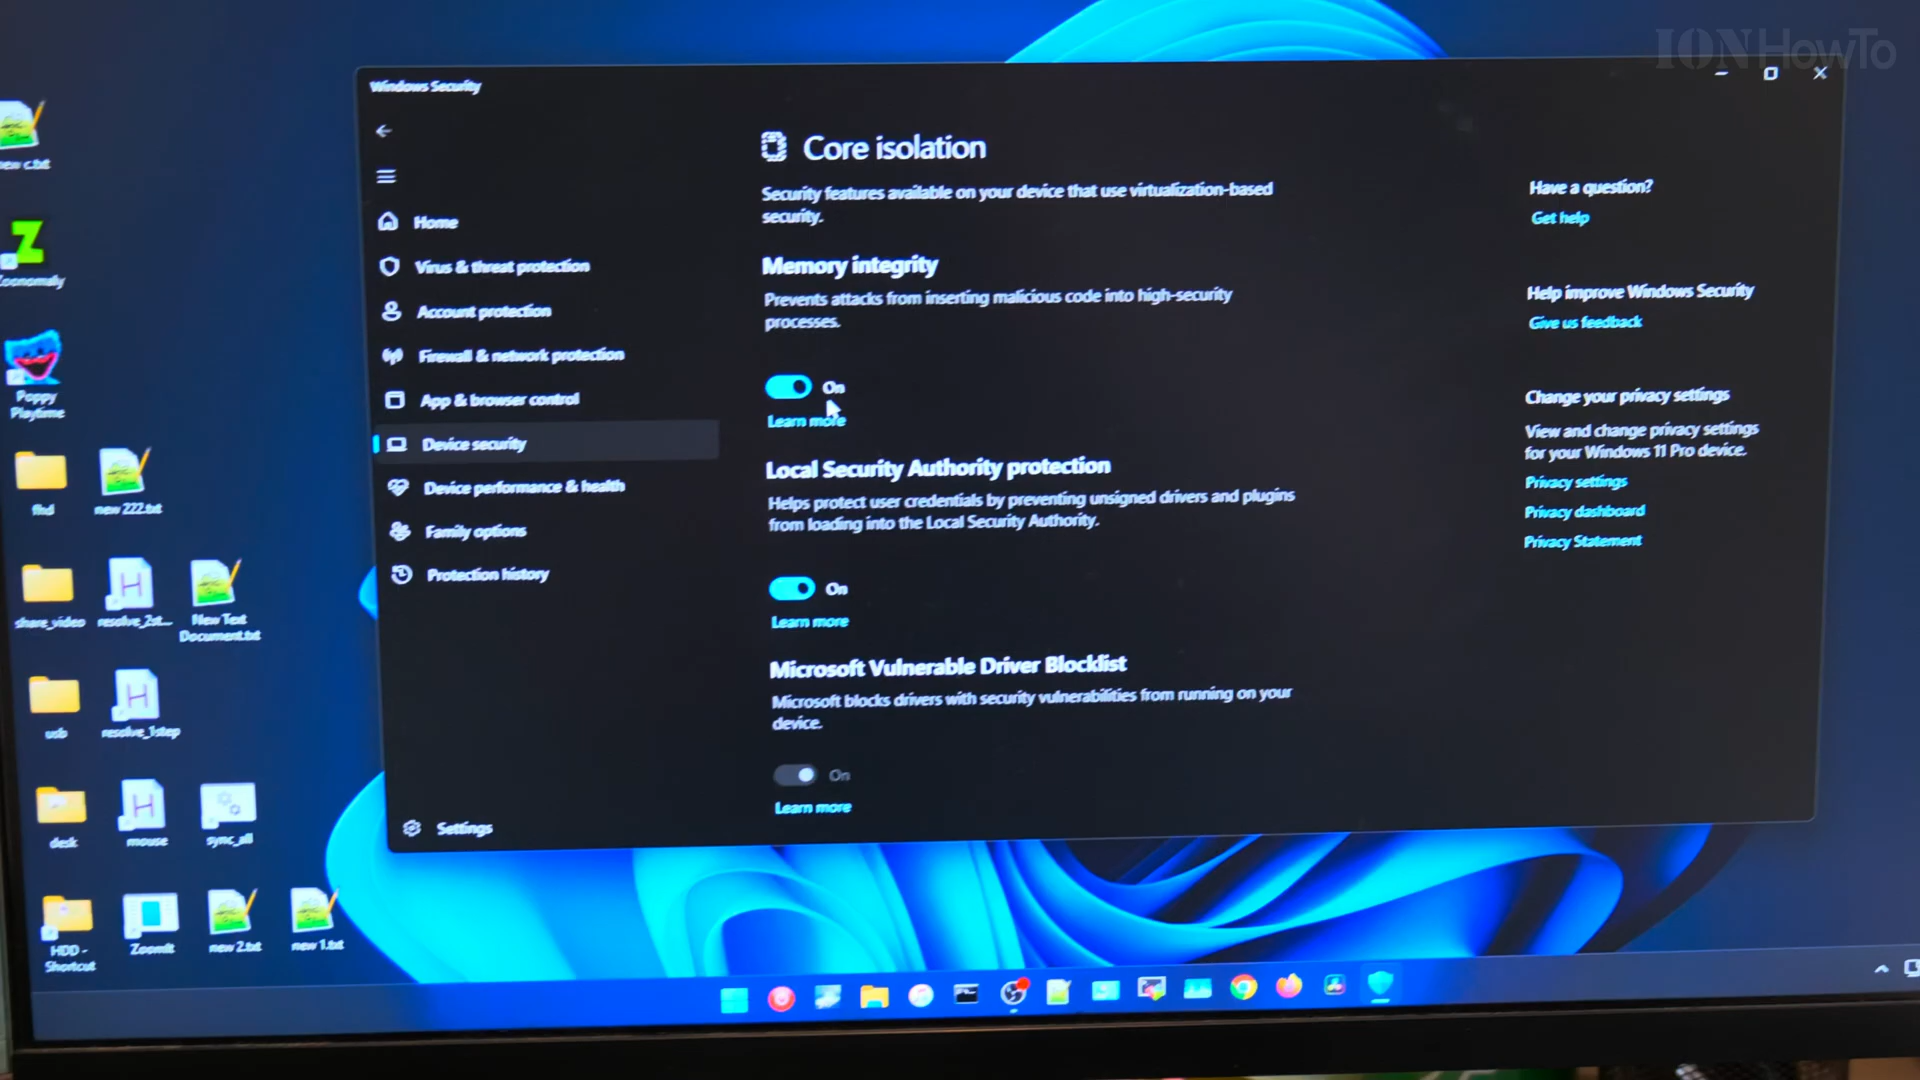 ION HowTo
Windows Security
Home
Virus & threat protection
Account protection
Firewall & network protection
App & browser control
Device security
Device performance & health
Family options
Protection history
Settings
Core isolation
Security features available on your device that use virtualization-based
security.
Memory integrity
Prevents attacks from inserting malicious code into high-security
processes.
On
Learn more
Local Security Authority protection
Helps protect user credentials by preventing unsigned drivers and plugins
from loading into the Local Security Authority.
On
Learn more
Microsoft Vulnerable Driver Blocklist
Microsoft blocks drivers with security vulnerabilities from running on your
device.
On
Learn more
Have a question?
Get help
Help improve Windows Security
Give us feedback
Change your privacy settings
View and change privacy settings
for your Windows 11 Pro device.
Privacy settings
Privacy dashboard
Privacy Statement
new c.txt
Zoonomaly
Poppy
Playtime
fhd
new 222.txt
share_video
resolve_2st...
New Text
Document.txt
usb
resolve_1step
desk
mouse
sync_all
HDD -
Shortcut
ZoomIt
new 2.txt
new 1.txt